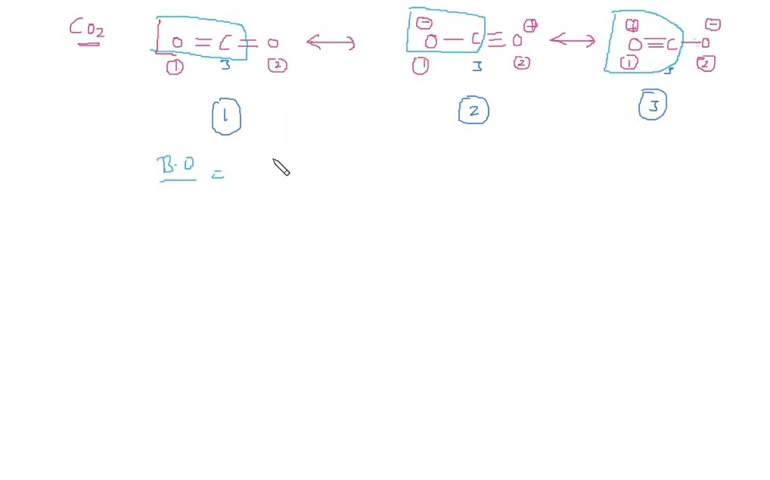 CO2 O = C = O ⟷ O — C ≡ O ⟷ O ≡ C — O
(−) (+) (+) (−)
1 3 2 1 3 2 1 3 2
1 2 3
B.O =